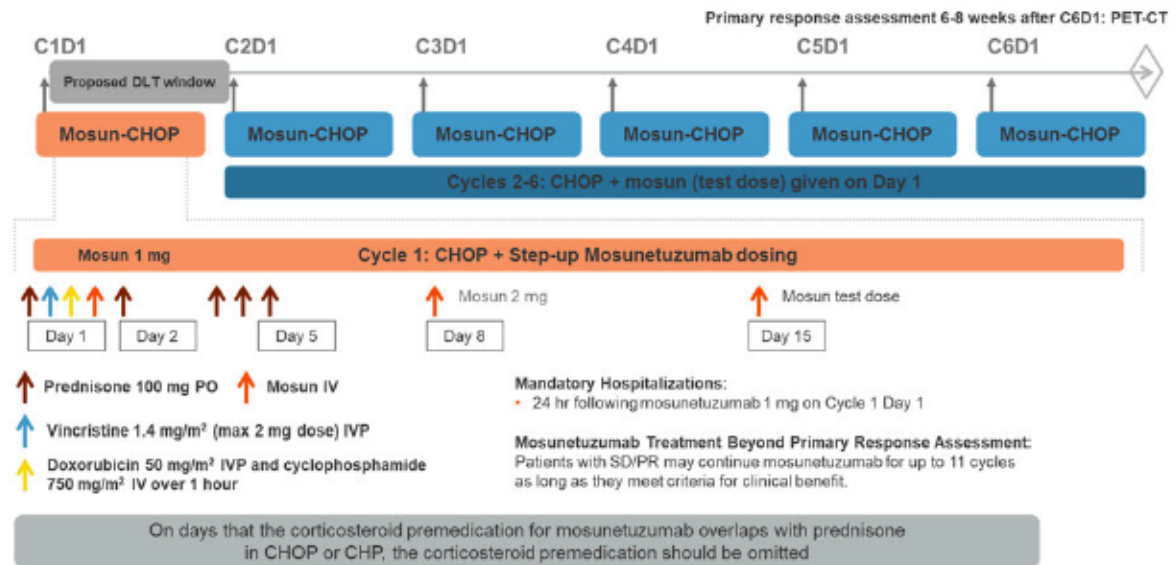 Primary response assessment 6-8 weeks after C6D1: PET-CT
C1D1 C2D1 C3D1 C4D1 C5D1 C6D1
Proposed DLT window
Mosun-CHOP Mosun-CHOP Mosun-CHOP Mosun-CHOP Mosun-CHOP Mosun-CHOP
Cycles 2-6: CHOP + mosun (test dose) given on Day 1
Mosun 1 mg Cycle 1: CHOP + Step-up Mosunetuzumab dosing
Mosun 2 mg Mosun test dose
Day 1 Day 2 Day 5 Day 8 Day 15
Prednisone 100 mg PO Mosun IV
Vincristine 1.4 mg/m² (max 2 mg dose) IVP
Doxorubicin 50 mg/m² IVP and cyclophosphamide
750 mg/m² IV over 1 hour
Mandatory Hospitalizations:
• 24 hr following mosunetuzumab 1 mg on Cycle 1 Day 1
Mosunetuzumab Treatment Beyond Primary Response Assessment:
Patients with SD/PR may continue mosunetuzumab for up to 11 cycles
as long as they meet criteria for clinical benefit.
On days that the corticosteroid premedication for mosunetuzumab overlaps with prednisone
in CHOP or CHP, the corticosteroid premedication should be omitted